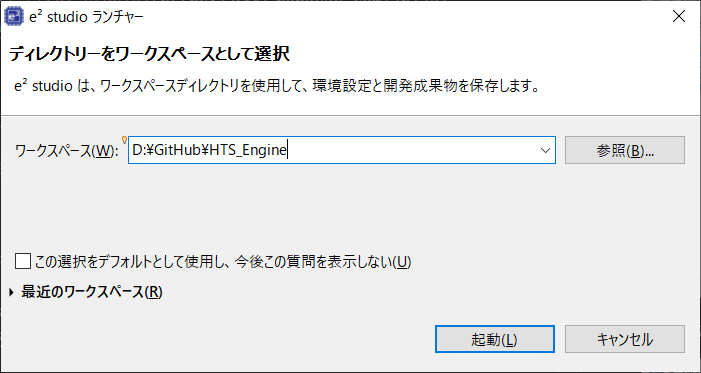 e² studio ランチャー
ディレクトリーをワークスペースとして選択
e² studio は、ワークスペースディレクトリを使用して、環境設定と開発成果物を保存します。
ワークスペース(W): D:¥GitHub¥HTS_Engine 参照(B)...
この選択をデフォルトとして使用し、今後この質問を表示しない(U)
最近のワークスペース(R)
起動(L) キャンセル